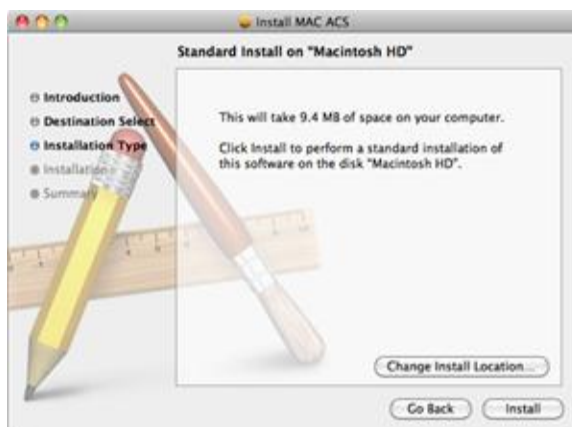 Install MAC ACS
Standard Install on "Macintosh HD"
Introduction
Destination Select
Installation Type
Installation
Summary
This will take 9.4 MB of space on your computer.
Click Install to perform a standard installation of
this software on the disk "Macintosh HD".
Change Install Location...
Go Back
Install